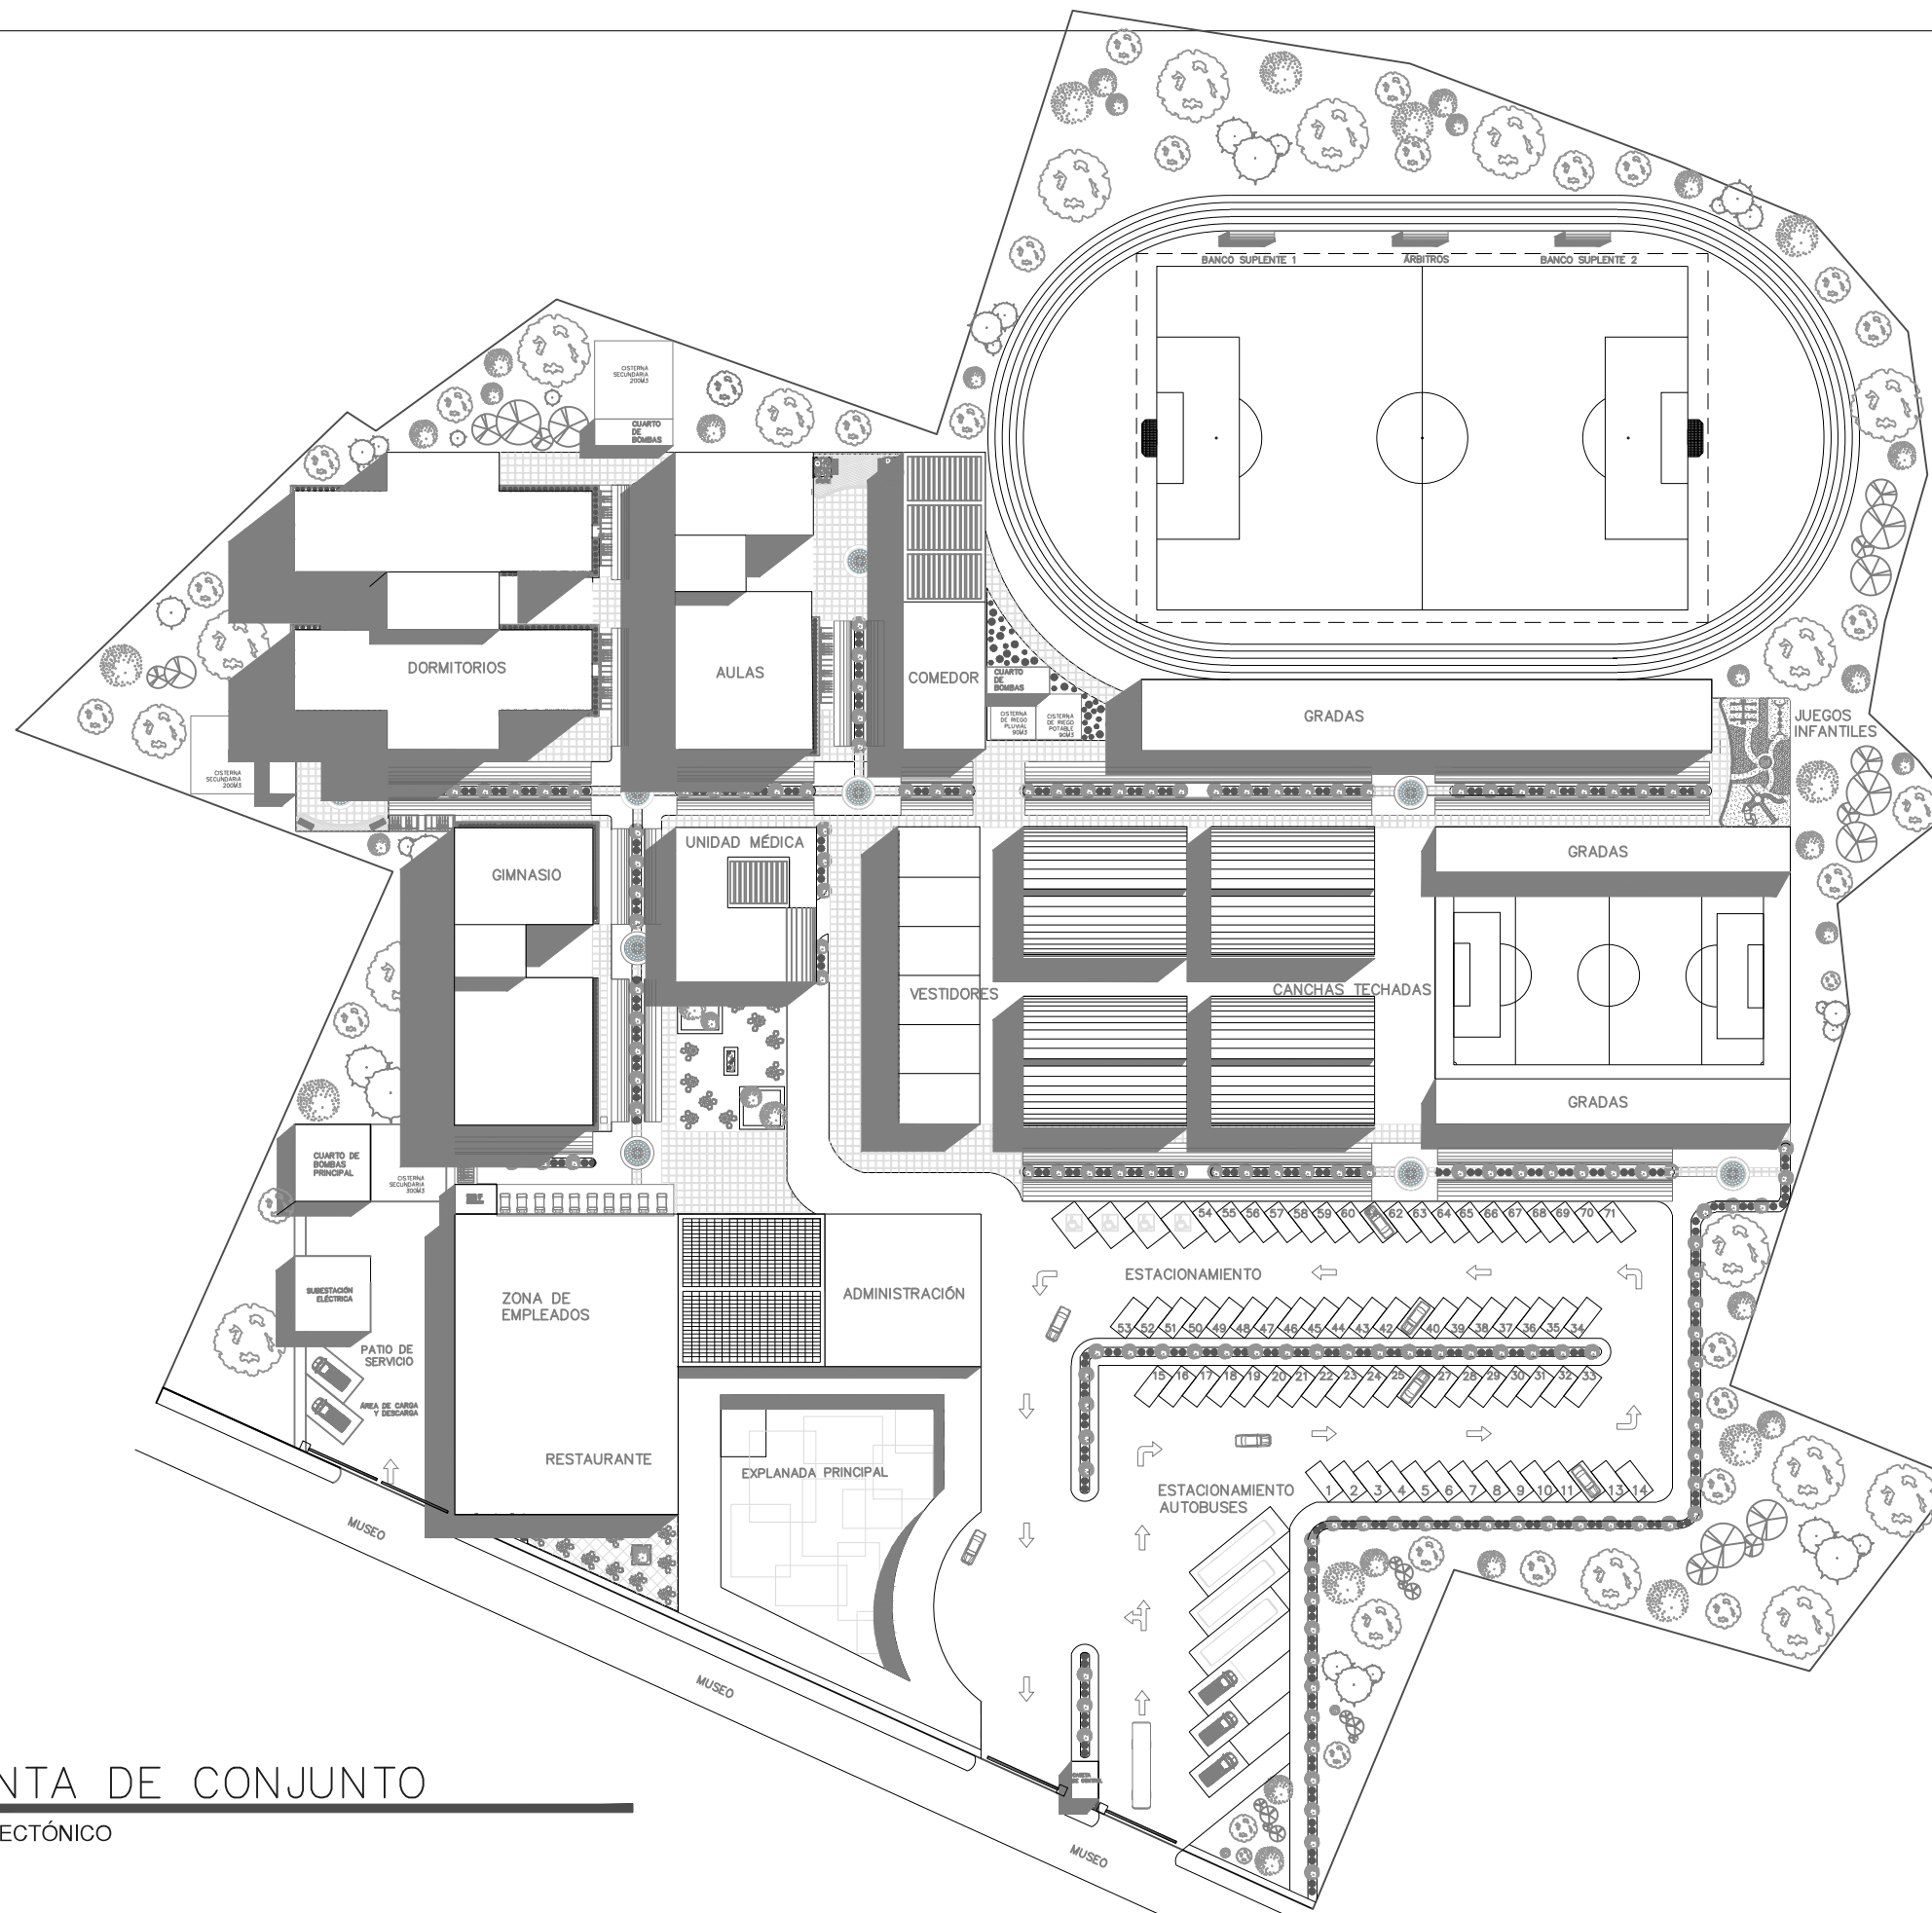 BANCO SUPLENTE 1
ÁRBITROS
BANCO SUPLENTE 2
CISTERNA
SECUNDARIA
200M3
CUARTO
DE
BOMBAS
DORMITORIOS
AULAS
COMEDOR
CUARTO
DE
BOMBAS
CISTERNA
DE RIEGO
PLUVIAL
90M3
CISTERNA
DE RIEGO
POTABLE
90M3
GRADAS
JUEGOS
INFANTILES
CISTERNA
SECUNDARIA
200M3
UNIDAD MÉDICA
GIMNASIO
GRADAS
VESTIDORES
CANCHAS TECHADAS
GRADAS
CUARTO DE
BOMBAS
PRINCIPAL
CISTERNA
SECUNDARIA
300M3
54 55 56 57 58 59 60 62 63 64 65 66 67 68 69 70 71
SUBESTACIÓN
ELÉCTRICA
ZONA DE
EMPLEADOS
ADMINISTRACIÓN
ESTACIONAMIENTO
53 52 51 50 49 48 47 46 45 44 43 42 40 39 38 37 36 35 34
PATIO DE
SERVICIO
15 16 17 18 19 20 21 22 23 24 25 27 28 29 30 31 32 33
ÁREA DE CARGA
Y DESCARGA
RESTAURANTE
EXPLANADA PRINCIPAL
ESTACIONAMIENTO
AUTOBUSES
1 2 3 4 5 6 7 8 9 10 11 13 14
MUSEO
MUSEO
CASETA
DE CONTROL
MUSEO
NTA DE CONJUNTO
ECTÓNICO